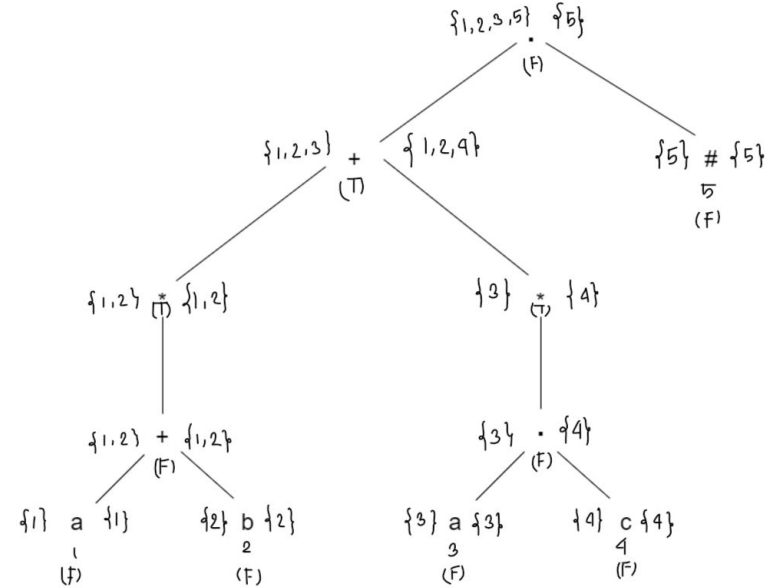 {1,2,3,5} . {5}
(F)
{1,2,3} + {1,2,4}
(T)
{5} # {5}
5
(F)
{1,2} * {1,2}
(T)
{3} * {4}
(T)
{1,2} + {1,2}
(F)
{3} . {4}
(F)
{1} a {1}
1
(F)
{2} b {2}
2
(F)
{3} a {3}
3
(F)
{4} c {4}
4
(F)